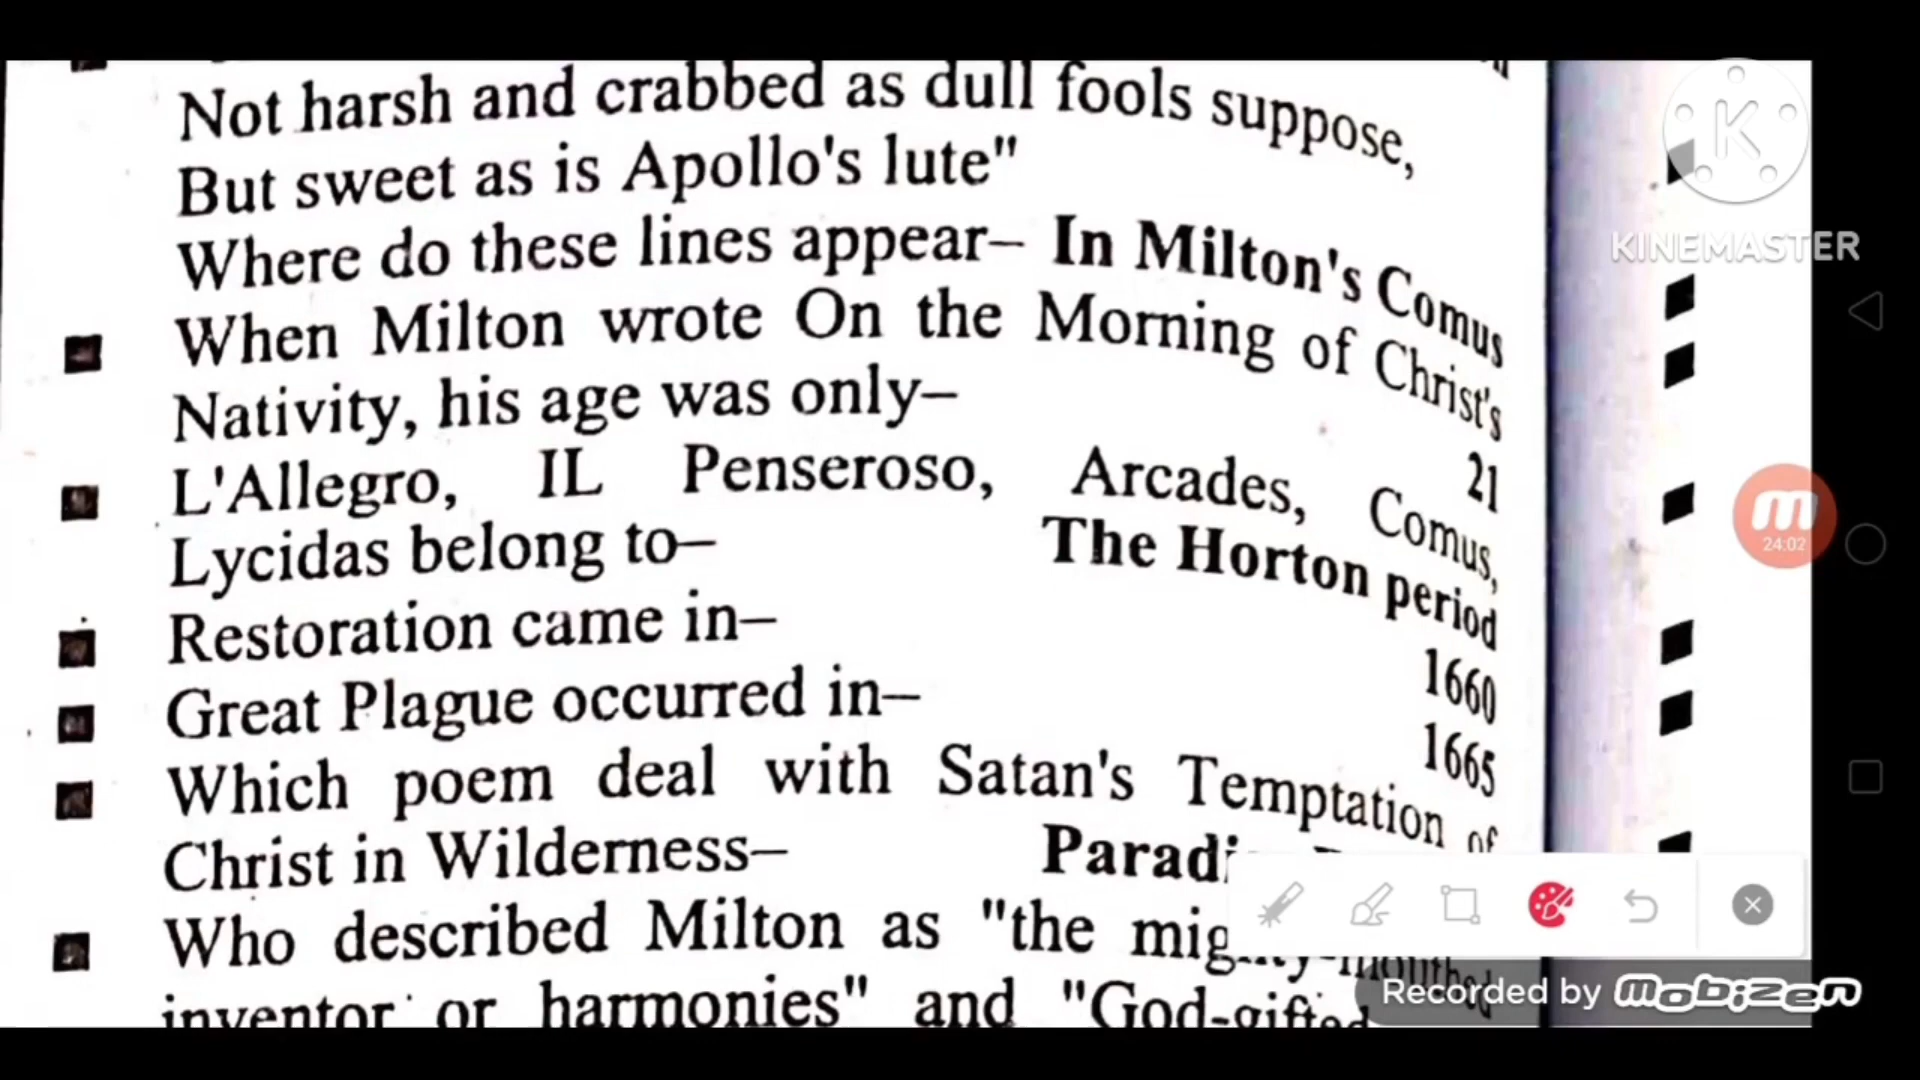 Not harsh and crabbed as dull fools suppose,
But sweet as is Apollo's lute"
Where do these lines appear– In Milton's Comus
When Milton wrote On the Morning of Christ's
Nativity, his age was only–
21
L'Allegro, IL Penseroso, Arcades, Comus,
Lycidas belong to– The Horton period
Restoration came in– 1660
Great Plague occurred in– 1665
Which poem deal with Satan's Temptation of
Christ in Wilderness–
Who described Milton as "the mighty-mouthed
inventor or harmonies" and "God-gifted
KINEMASTER
24:02
Recorded by Mobizen